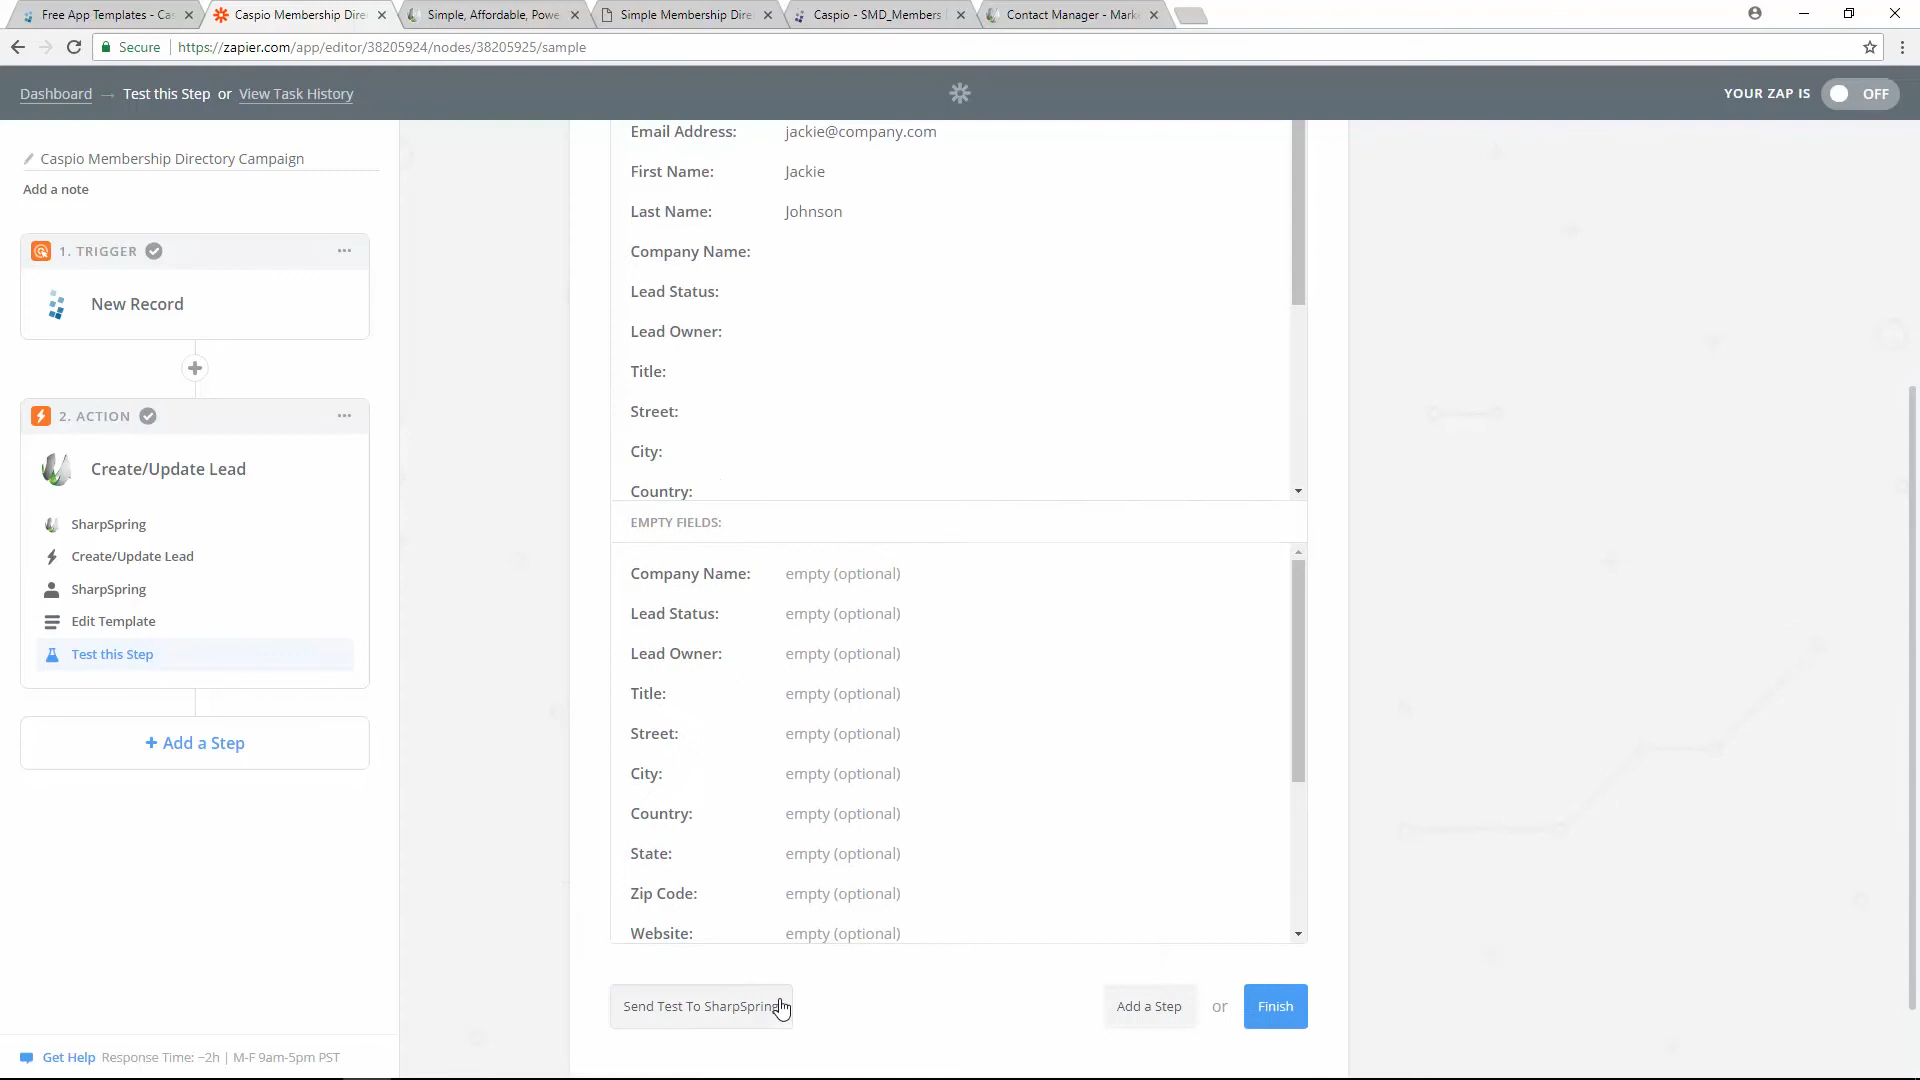 Free App Templates - Cas
Caspio Membership Dire
Simple, Affordable, Powe
Simple Membership Dire
Caspio - SMD_Members
Contact Manager - Mark
Secure
https://zapier.com/app/editor/38205924/nodes/38205925/sample
Dashboard → Test this Step or View Task History
YOUR ZAP IS OFF
Caspio Membership Directory Campaign
Add a note
1. TRIGGER
New Record
2. ACTION
Create/Update Lead
SharpSpring
Create/Update Lead
SharpSpring
Edit Template
Test this Step
+ Add a Step
Get Help Response Time: ~2h | M-F 9am-5pm PST
Email Address: jackie@company.com
First Name: Jackie
Last Name: Johnson
Company Name:
Lead Status:
Lead Owner:
Title:
Street:
City:
Country:
EMPTY FIELDS:
Company Name: empty (optional)
Lead Status: empty (optional)
Lead Owner: empty (optional)
Title: empty (optional)
Street: empty (optional)
City: empty (optional)
Country: empty (optional)
State: empty (optional)
Zip Code: empty (optional)
Website: empty (optional)
Send Test To SharpSpring
Add a Step or Finish